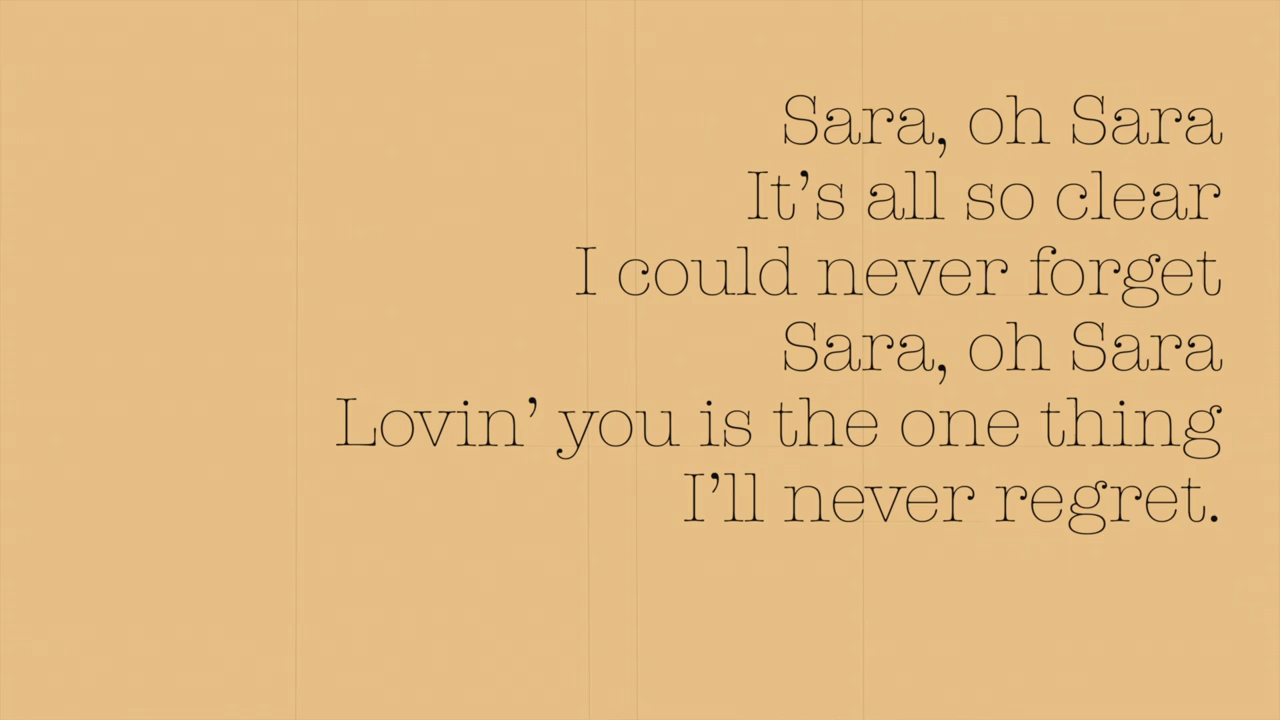 Sara, oh Sara
It’s all so clear
I could never forget
Sara, oh Sara
Lovin’ you is the one thing
I’ll never regret.